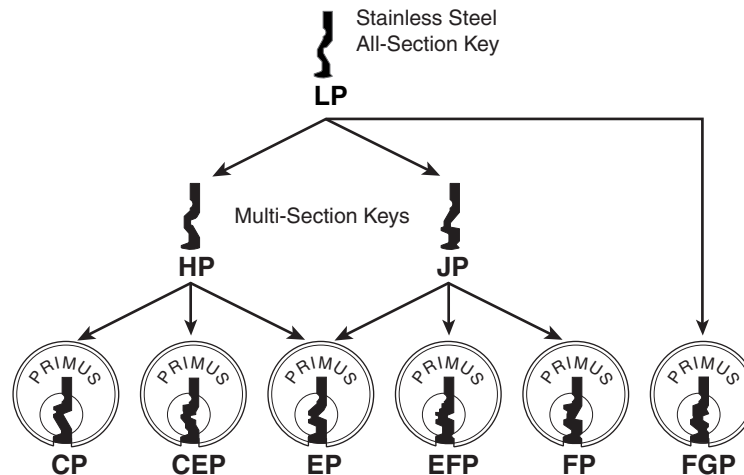 Stainless Steel
All-Section Key
LP
Multi-Section Keys
HP
JP
PRIMUS
PRIMUS
PRIMUS
PRIMUS
PRIMUS
PRIMUS
CP
CEP
EP
EFP
FP
FGP